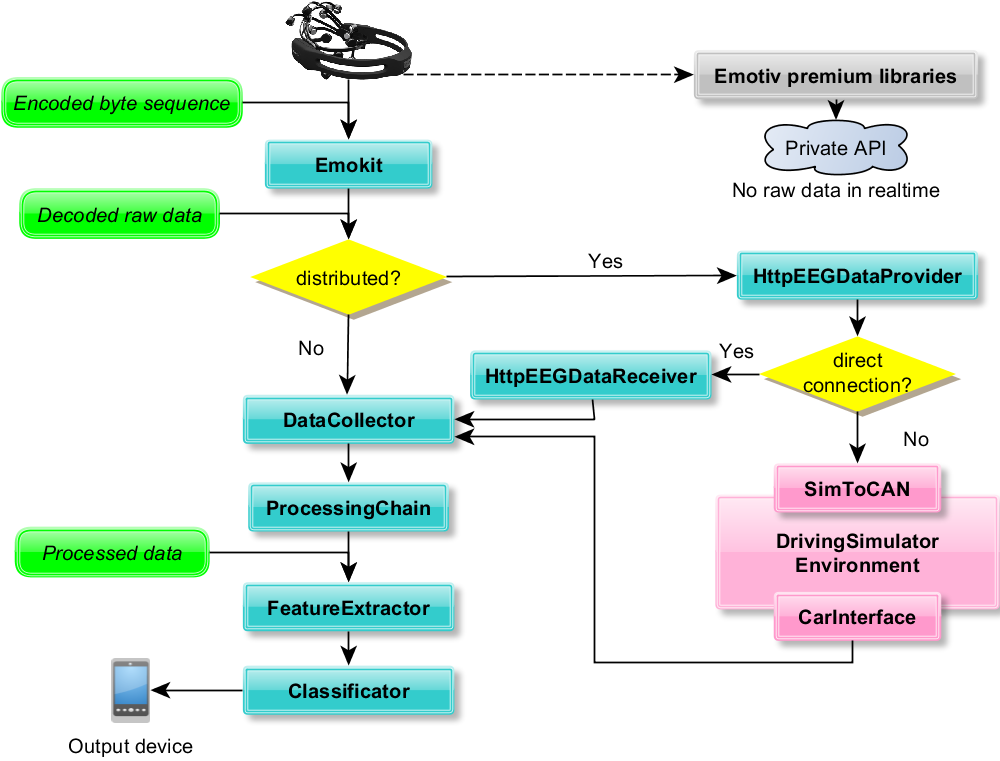 Emotiv premium libraries
Encoded byte sequence
Private API
Emokit
No raw data in realtime
Decoded raw data
distributed?
Yes
HttpEEGDataProvider
No
Yes
direct
connection?
HttpEEGDataReceiver
DataCollector
No
SimToCAN
ProcessingChain
DrivingSimulator
Environment
Processed data
FeatureExtractor
CarInterface
Classificator
Output device